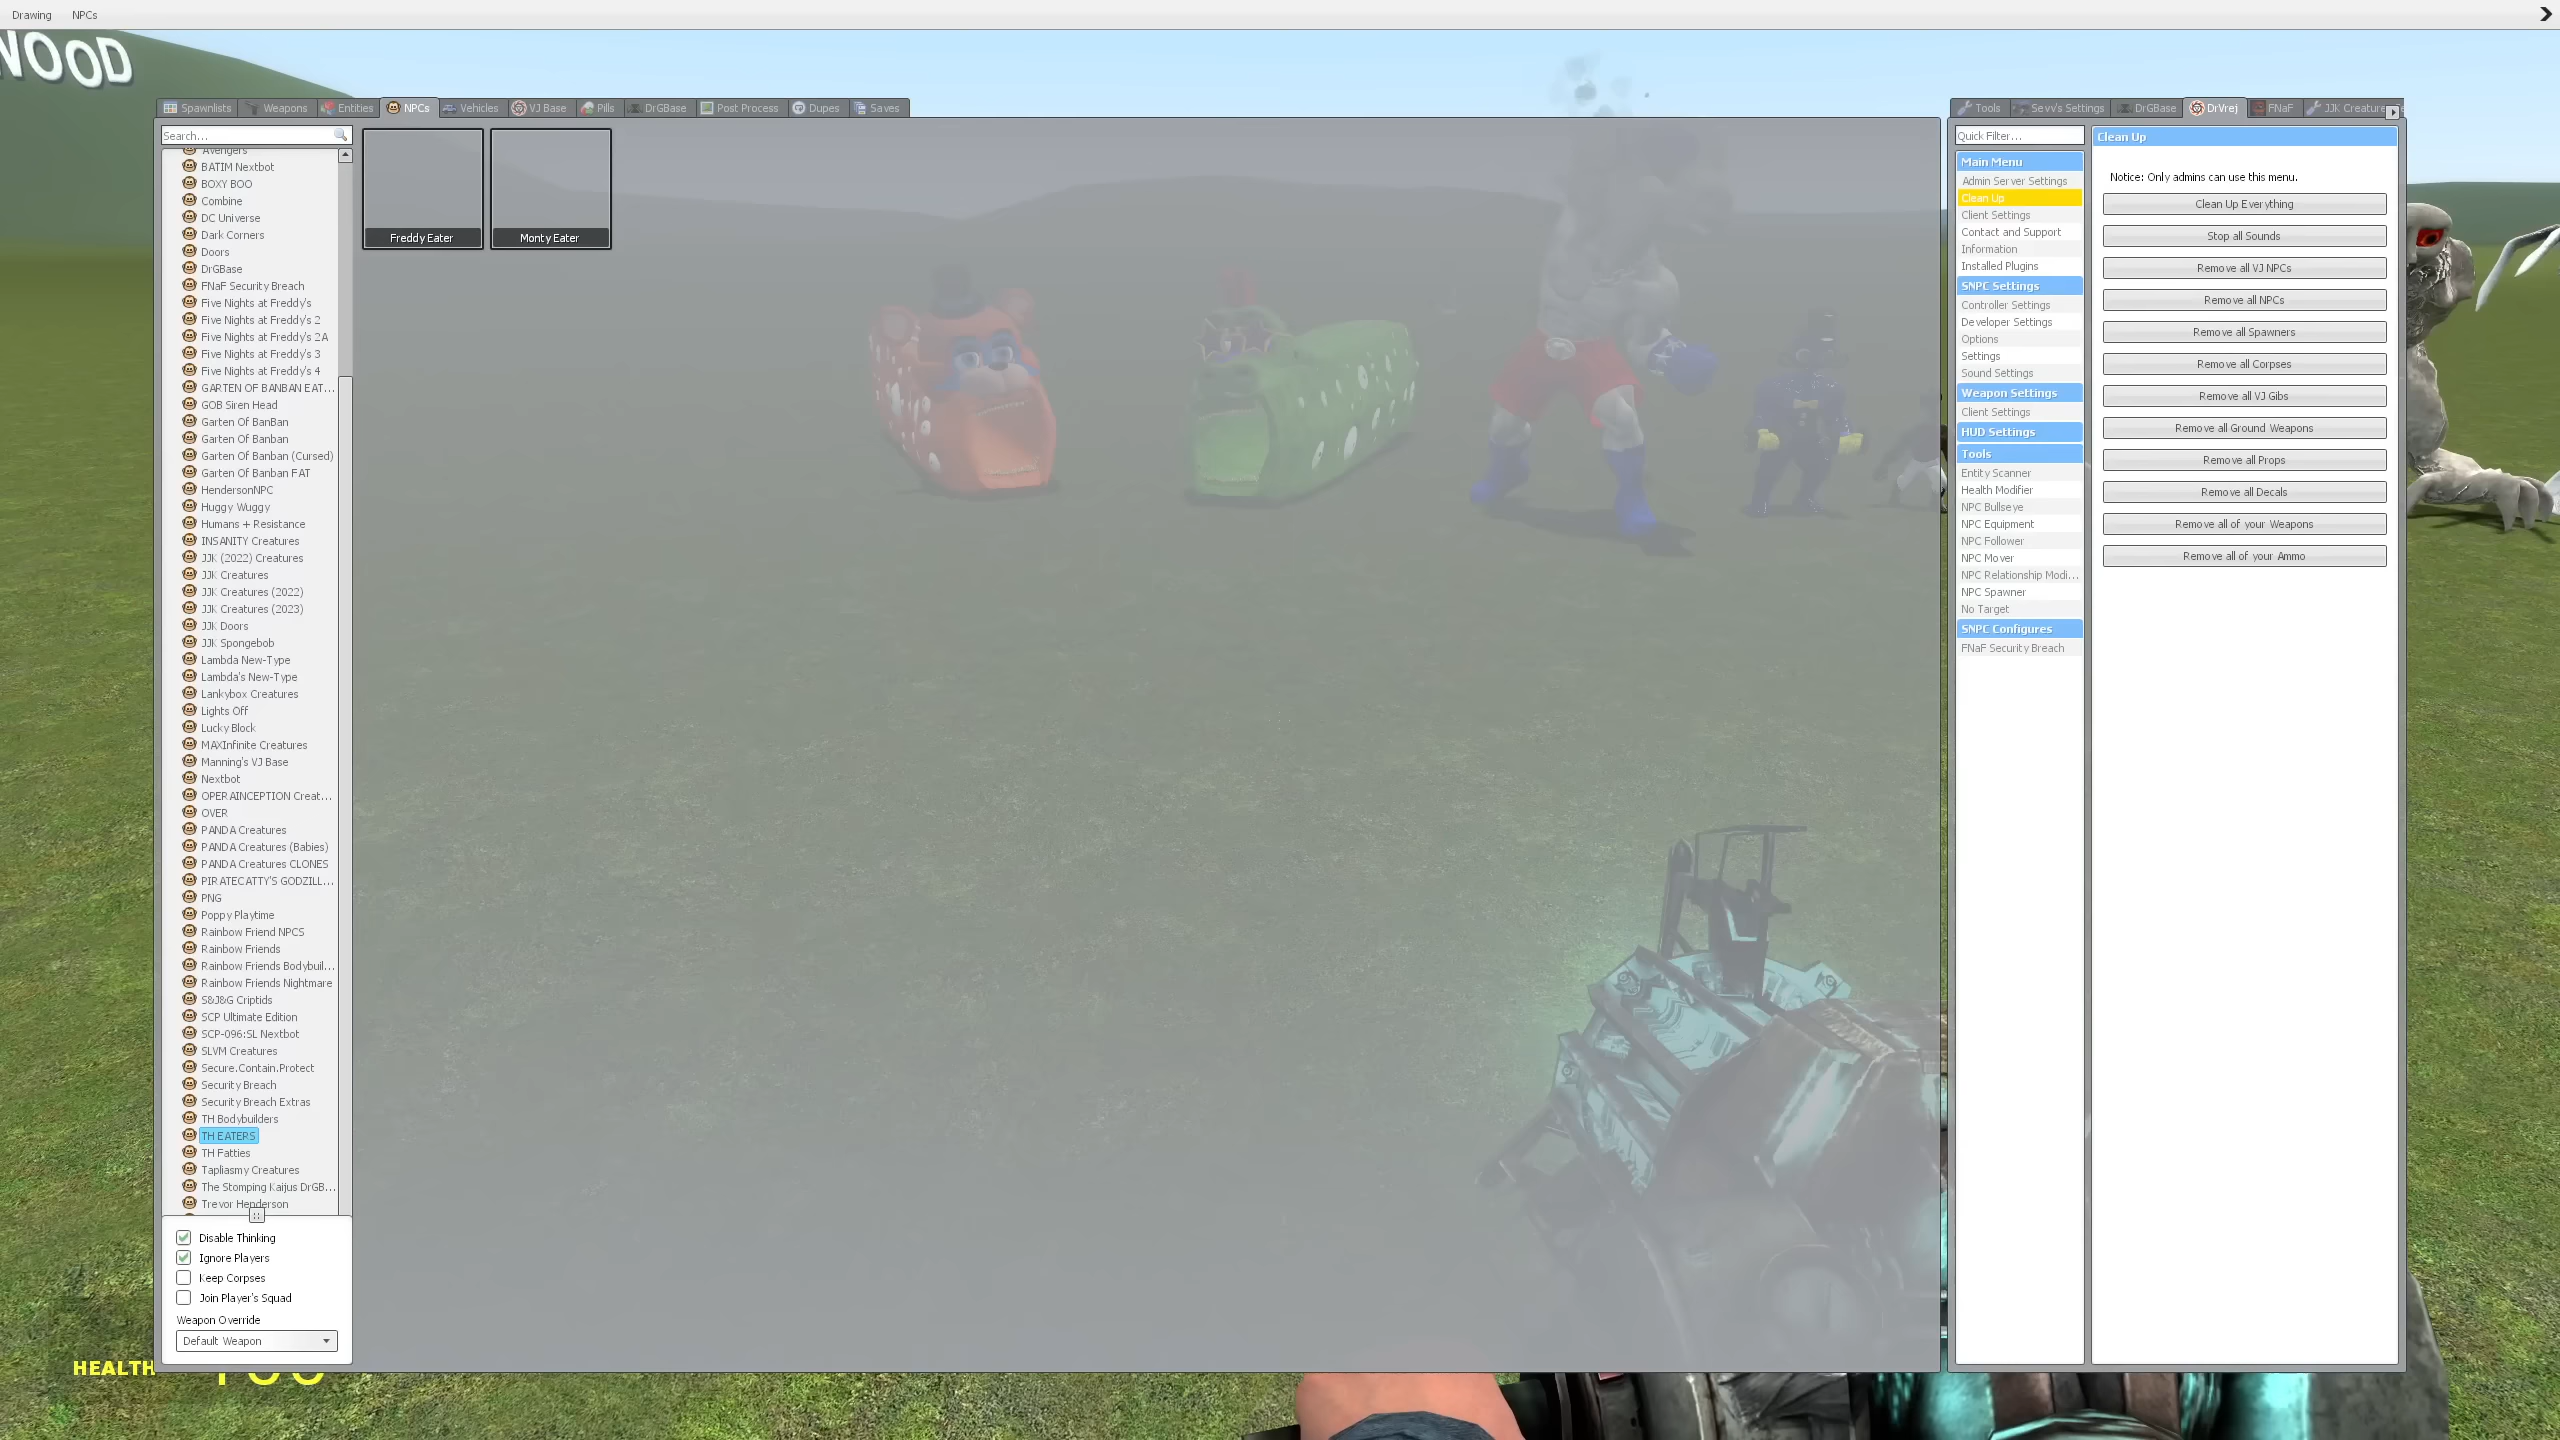 Drawing NPCs
WOOD
Spawnlists Weapons Entities NPCs Vehicles VJ Base Pills DrGBase Post Process Dupes Saves
Search...
Avengers
BATIM Nextbot
BOXY BOO
Combine
DC Universe
Dark Corners
Doors
DrGBase
FNaF Security Breach
Five Nights at Freddy's
Five Nights at Freddy's 2
Five Nights at Freddy's 2A
Five Nights at Freddy's 3
Five Nights at Freddy's 4
GARTEN OF BANBAN EAT...
GOB Siren Head
Garten Of BanBan
Garten Of Banban
Garten Of Banban (Cursed)
Garten Of Banban FAT
HendersonNPC
Huggy Wuggy
Humans + Resistance
INSANITY Creatures
JJK (2022) Creatures
JJK Creatures
JJK Creatures (2022)
JJK Creatures (2023)
JJK Doors
JJK Spongebob
Lambda New-Type
Lambda's New-Type
Lankybox Creatures
Lights Off
Lucky Block
MAXInfinite Creatures
Manning's VJ Base
Nextbot
OPERAINCEPTION Creat...
OVER
PANDA Creatures
PANDA Creatures (Babies)
PANDA Creatures CLONES
PIRATECATTY'S GODZILL...
PNG
Poppy Playtime
Rainbow Friend NPCS
Rainbow Friends
Rainbow Friends Bodybuil...
Rainbow Friends Nightmare
S&J&G Criptids
SCP Ultimate Edition
SCP-096:SL Nextbot
SLVM Creatures
Secure.Contain.Protect
Security Breach
Security Breach Extras
TH Bodybuilders
TH EATERS
TH Fatties
Tapliasmy Creatures
The Stomping Kaijus DrGB...
Trevor Henderson
Disable Thinking
Ignore Players
Keep Corpses
Join Player's Squad
Weapon Override
Default Weapon
HEALTH
100
Freddy Eater
Monty Eater
Tools Sevv's Settings DrGBase DrVrej FNaF JJK Creature
Quick Filter...
Main Menu
Admin Server Settings
Clean Up
Client Settings
Contact and Support
Information
Installed Plugins
SNPC Settings
Controller Settings
Developer Settings
Options
Settings
Sound Settings
Weapon Settings
Client Settings
HUD Settings
Tools
Entity Scanner
Health Modifier
NPC Bullseye
NPC Equipment
NPC Follower
NPC Mover
NPC Relationship Modi...
NPC Spawner
No Target
SNPC Configures
FNaF Security Breach
Clean Up
Notice: Only admins can use this menu.
Clean Up Everything
Stop all Sounds
Remove all VJ NPCs
Remove all NPCs
Remove all Spawners
Remove all Corpses
Remove all VJ Gibs
Remove all Ground Weapons
Remove all Props
Remove all Decals
Remove all of your Weapons
Remove all of your Ammo